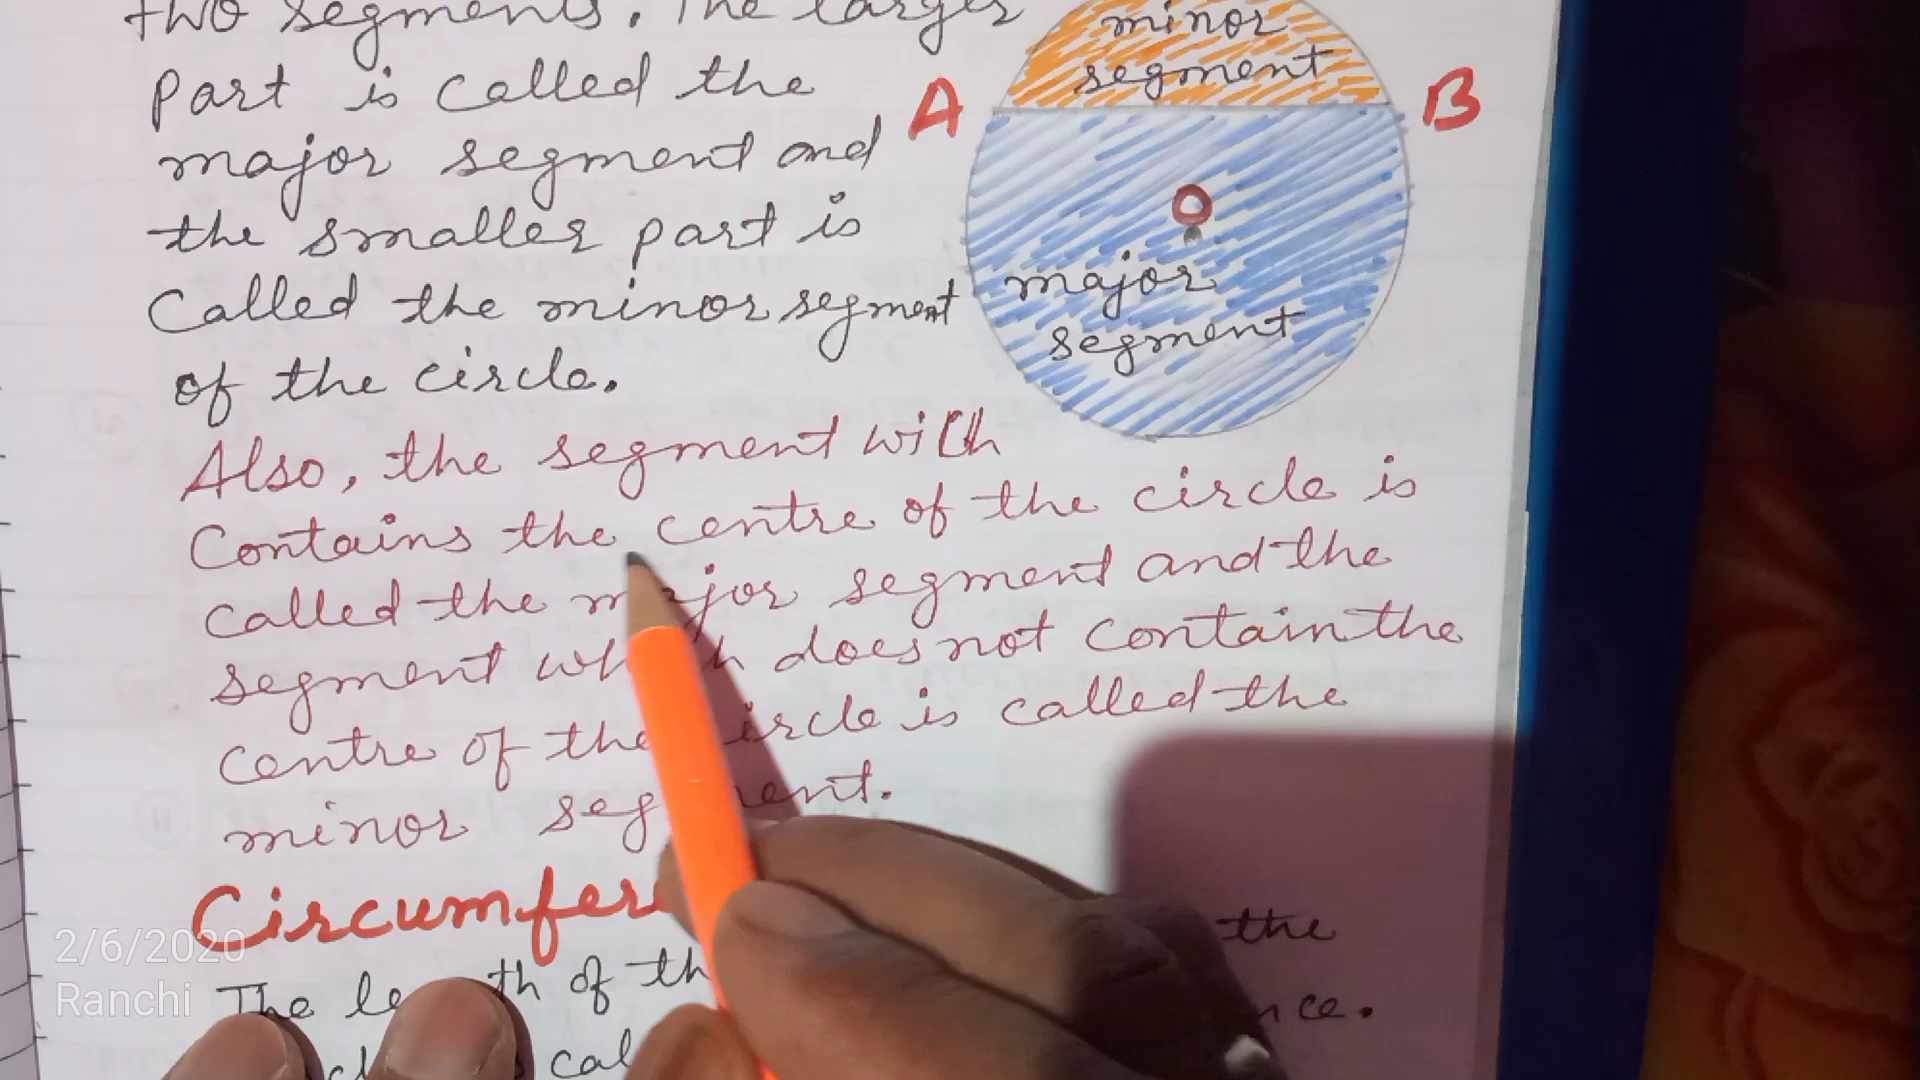 two segments. The larger
part is called the
major segment and
the smaller part is
called the minor segment
of the circle.
minor
segment
A
B
O
major
segment
Also, the segment with
contains the centre of the circle is
called the major segment and the
segment which does not contain the
centre of the circle is called the
minor segment.
Circumfere
the
The length of th
nce.
cal
2/6/2020
Ranchi